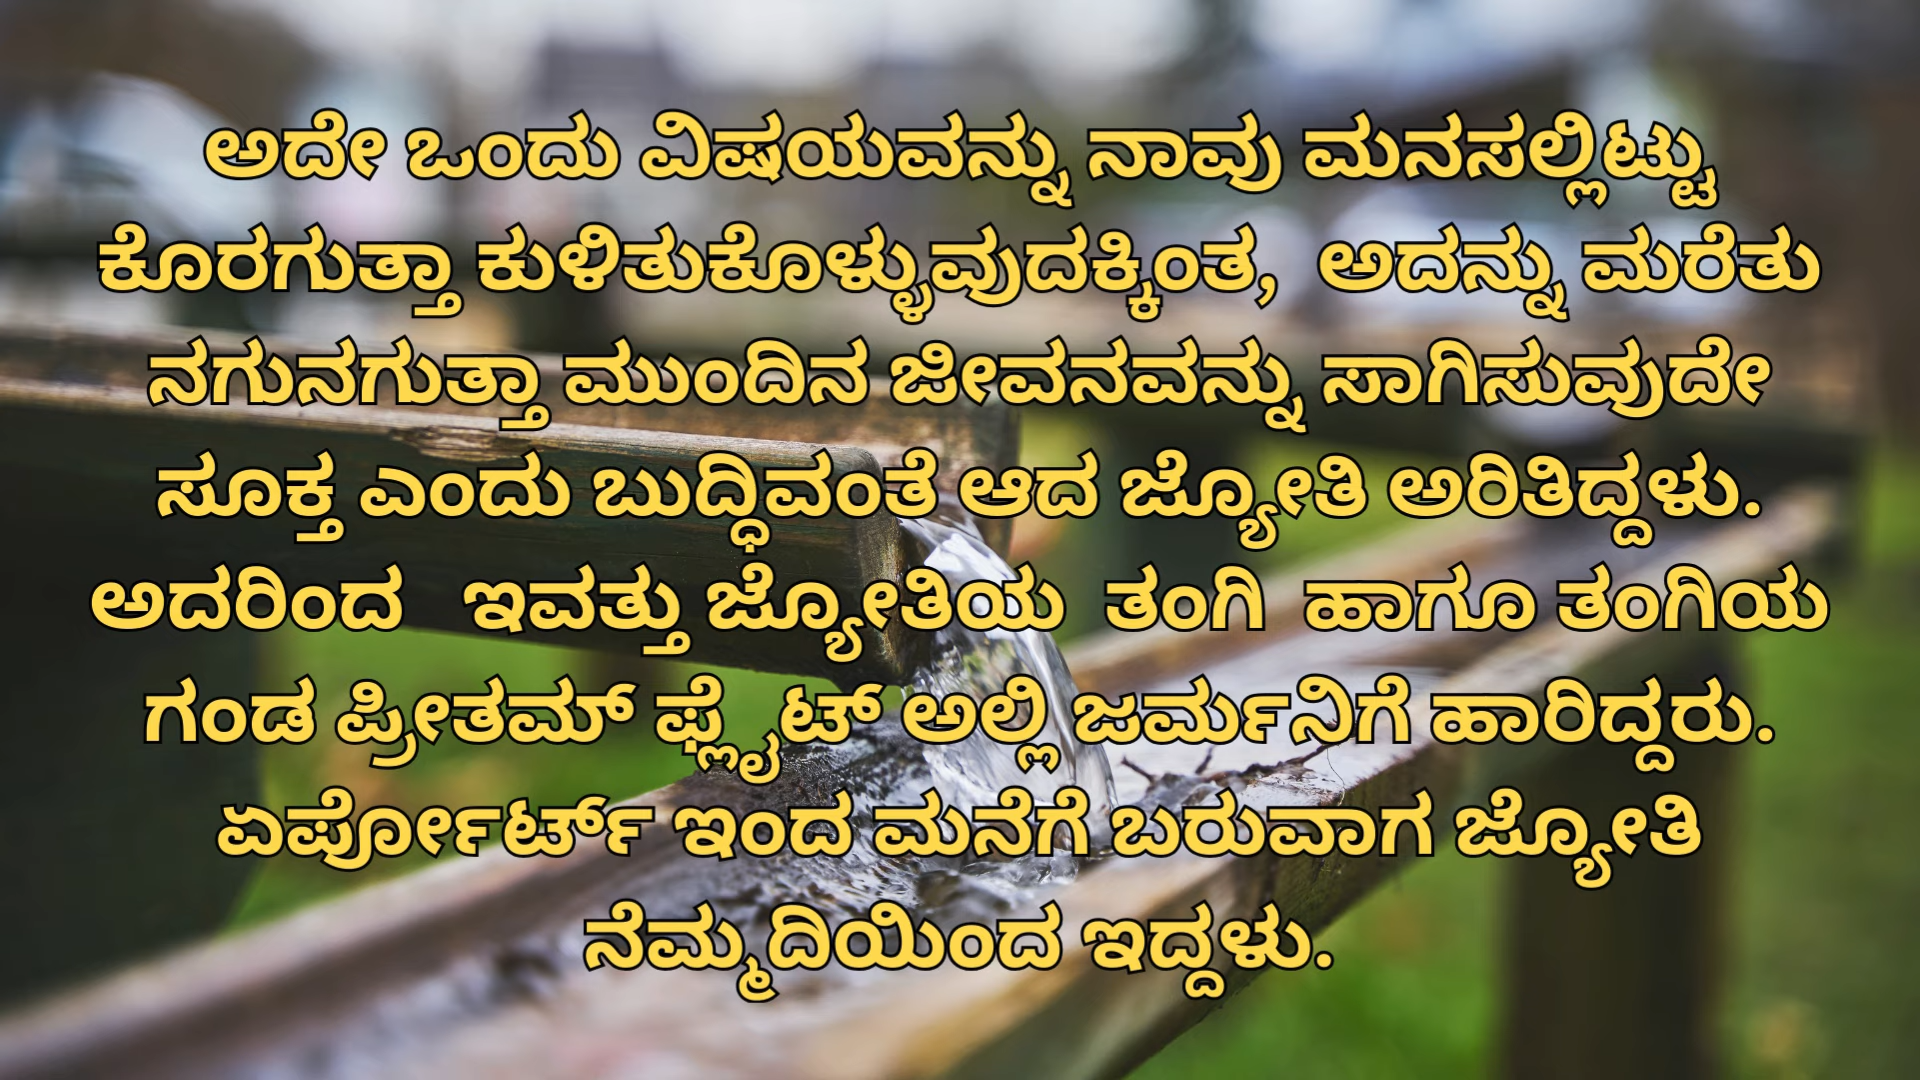 ಅದೇ ಒಂದು ವಿಷಯವನ್ನು ನಾವು ಮನಸಲ್ಲಿಟ್ಟು
ಕೊರಗುತ್ತಾ ಕುಳಿತುಕೊಳ್ಳುವುದಕ್ಕಿಂತ, ಅದನ್ನು ಮರೆತು
ನಗುನಗುತ್ತಾ ಮುಂದಿನ ಜೀವನವನ್ನು ಸಾಗಿಸುವುದೇ
ಸೂಕ್ತ ಎಂದು ಬುದ್ಧಿವಂತೆ ಆದ ಜ್ಯೋತಿ ಅರಿತಿದ್ದಳು.
ಅದರಿಂದ ಇವತ್ತು ಜ್ಯೋತಿಯ ತಂಗಿ ಹಾಗೂ ತಂಗಿಯ
ಗಂಡ ಪ್ರೀತಮ್ ಫ್ಲೈಟ್ ಅಲ್ಲಿ ಜರ್ಮನಿಗೆ ಹಾರಿದ್ದರು.
ಏರ್ಪೋರ್ಟ್ ಇಂದ ಮನೆಗೆ ಬರುವಾಗ ಜ್ಯೋತಿ
ನೆಮ್ಮದಿಯಿಂದ ಇದ್ದಳು.